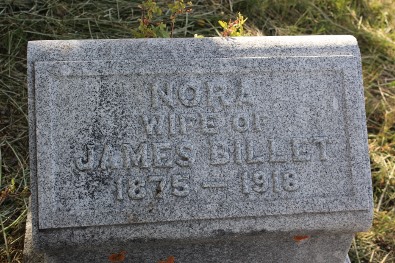 NORA
WIFE OF
JAMES BILLET
1875 — 1918